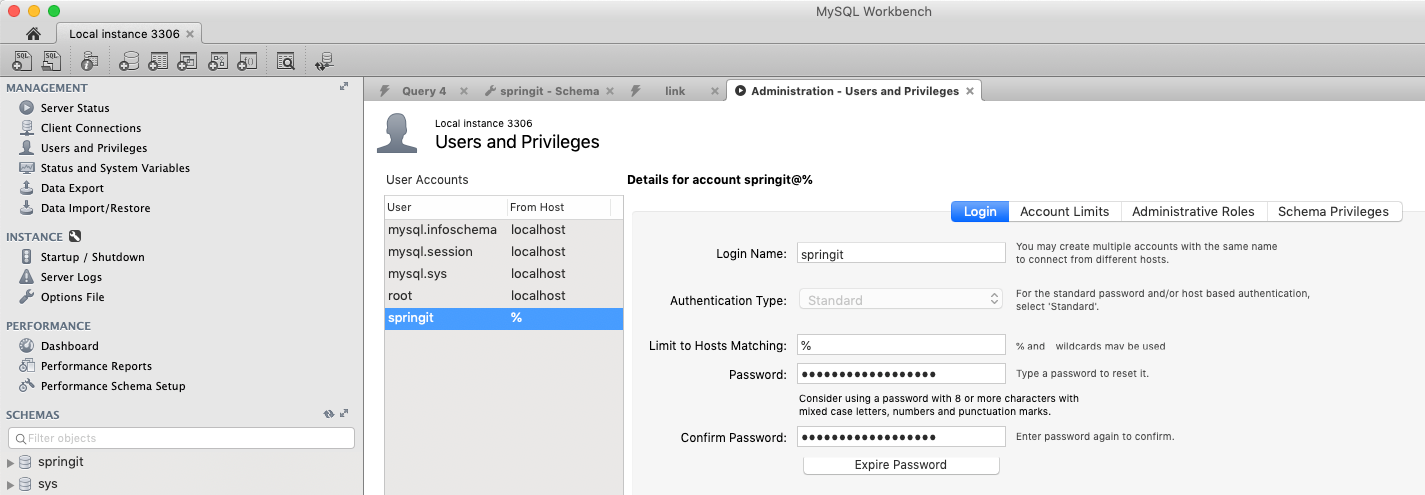 MySQL Workbench
Local instance 3306
MANAGEMENT
Server Status
Client Connections
Users and Privileges
Status and System Variables
Data Export
Data Import/Restore
INSTANCE
Startup / Shutdown
Server Logs
Options File
PERFORMANCE
Dashboard
Performance Reports
Performance Schema Setup
SCHEMAS
Filter objects
springit
sys
Query 4
springit - Schema
link
Administration - Users and Privileges
Local instance 3306
Users and Privileges
User Accounts
User From Host
mysql.infoschema localhost
mysql.session localhost
mysql.sys localhost
root localhost
springit %
Details for account springit@%
Login Account Limits Administrative Roles Schema Privileges
Login Name: springit
You may create multiple accounts with the same name
to connect from different hosts.
Authentication Type: Standard
For the standard password and/or host based authentication,
select 'Standard'.
Limit to Hosts Matching: %
% and wildcards may be used
Password: ••••••••••••••••••
Type a password to reset it.
Consider using a password with 8 or more characters with
mixed case letters, numbers and punctuation marks.
Confirm Password: ••••••••••••••••••
Enter password again to confirm.
Expire Password